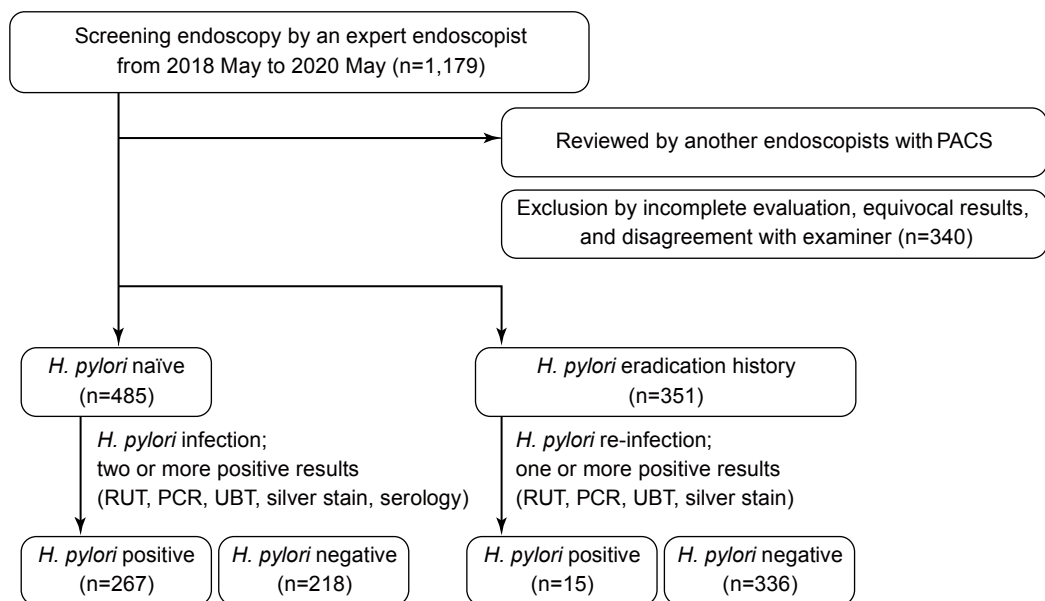 Screening endoscopy by an expert endoscopist
from 2018 May to 2020 May (n=1,179)
Reviewed by another endoscopists with PACS
Exclusion by incomplete evaluation, equivocal results,
and disagreement with examiner (n=340)
H. pylori naïve
(n=485)
H. pylori eradication history
(n=351)
H. pylori infection;
two or more positive results
(RUT, PCR, UBT, silver stain, serology)
H. pylori re-infection;
one or more positive results
(RUT, PCR, UBT, silver stain)
H. pylori positive
(n=267)
H. pylori negative
(n=218)
H. pylori positive
(n=15)
H. pylori negative
(n=336)